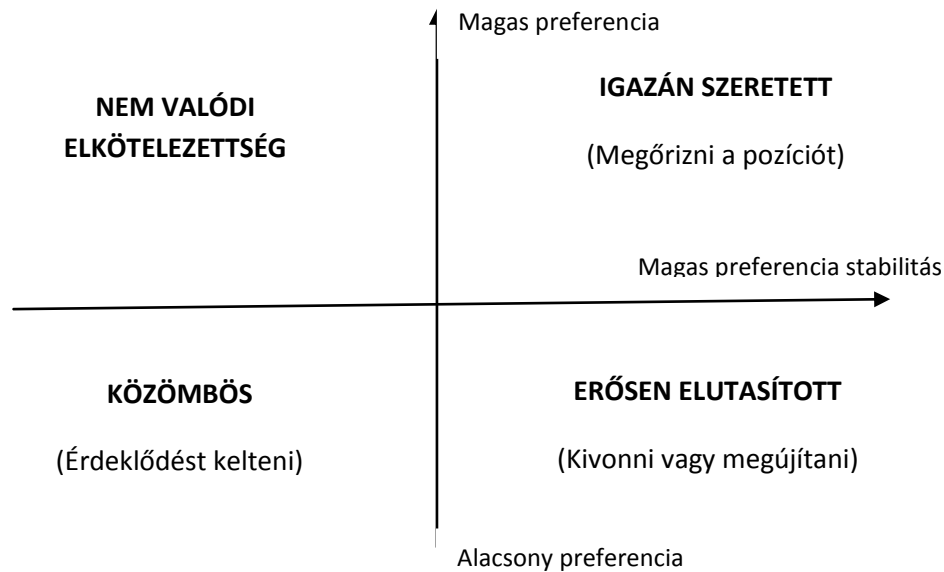 Magas preferencia
NEM VALÓDI
ELKÖTELEZETTSÉG
IGAZÁN SZERETETT
(Megőrizni a pozíciót)
Magas preferencia stabilitás
KÖZÖMBÖS
(Érdeklődést kelteni)
ERŐSEN ELUTASÍTOTT
(Kivonni vagy megújítani)
Alacsony preferencia